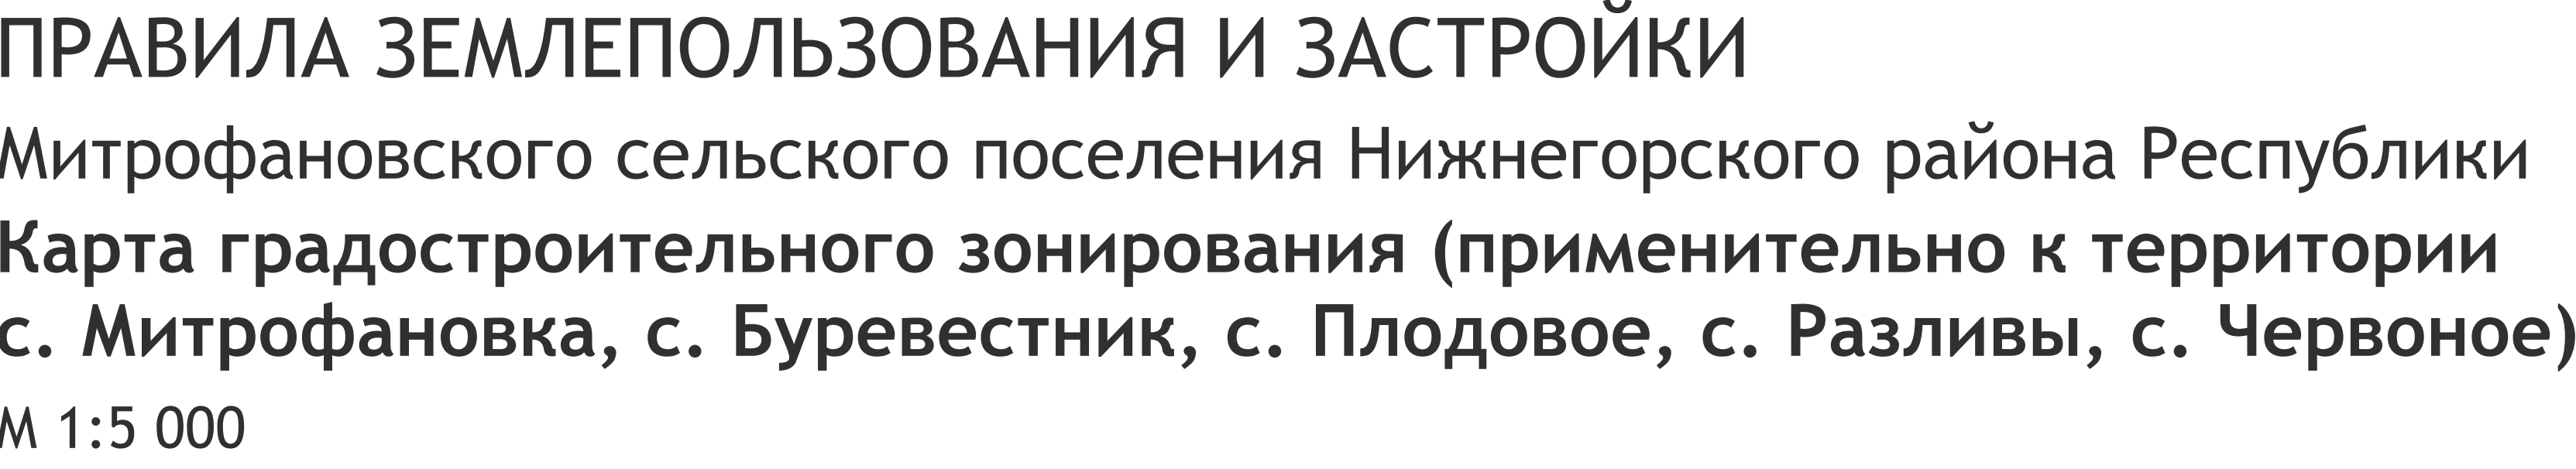 ПРАВИЛА ЗЕМЛЕПОЛЬЗОВАНИЯ И ЗАСТРОЙКИ
Митрофановского сельского поселения Нижнегорского района Республики
Карта градостроительного зонирования (применительно к территории
с. Митрофановка, с. Буревестник, с. Плодовое, с. Разливы, с. Червоное)
М 1:5 000